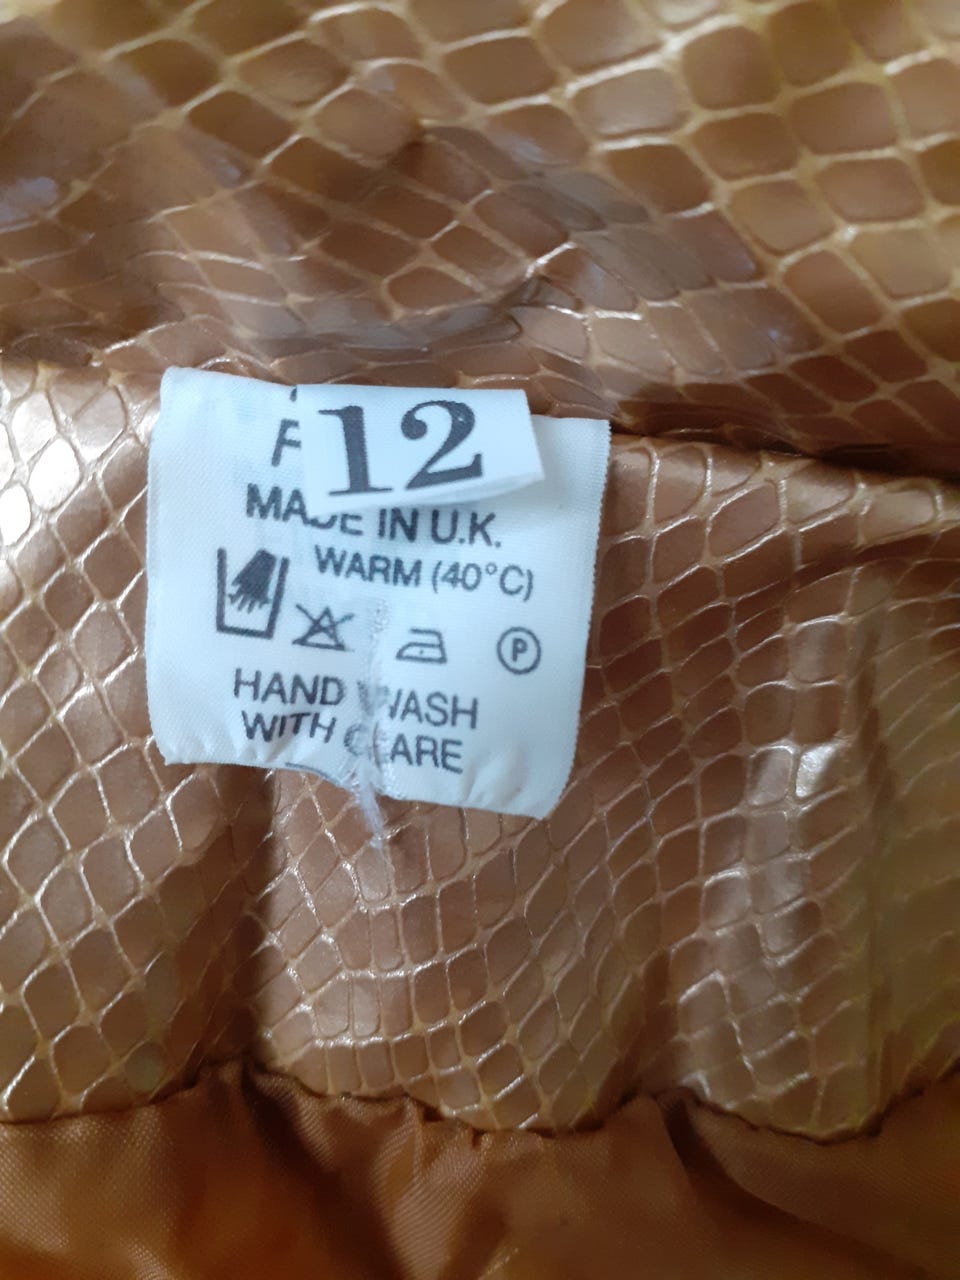 12
MADE IN U.K.
WARM (40°C)
P
HAND WASH
WITH CARE